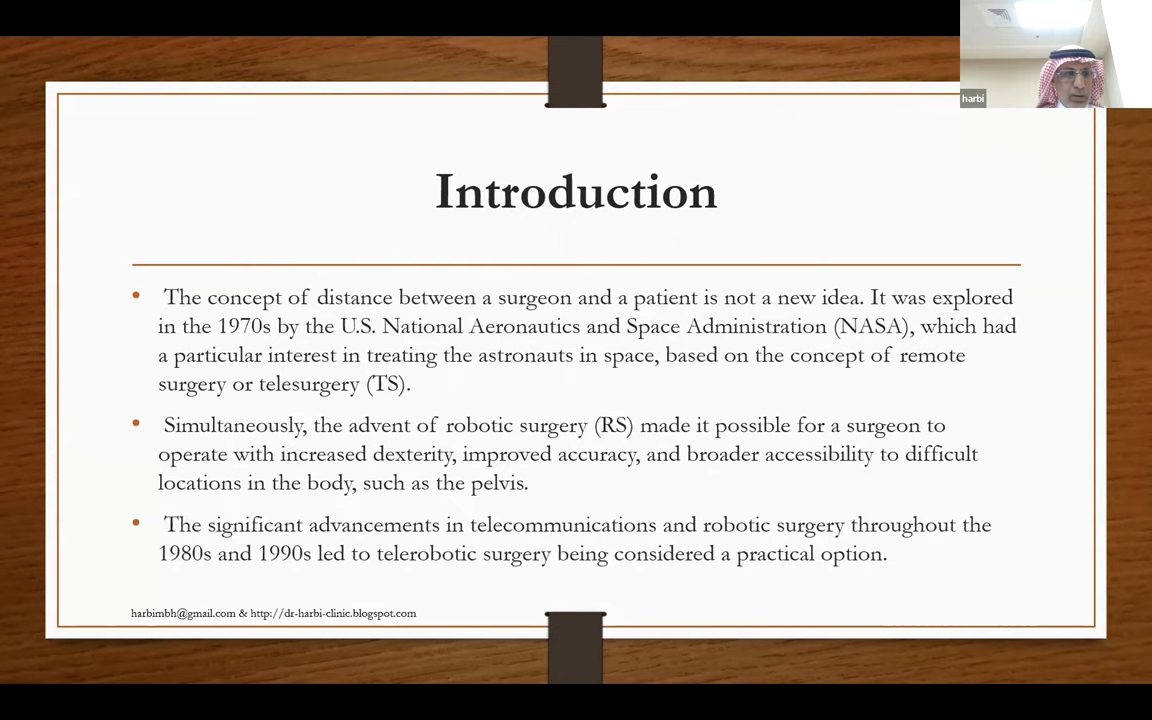 harbi
Introduction
• The concept of distance between a surgeon and a patient is not a new idea. It was explored
in the 1970s by the U.S. National Aeronautics and Space Administration (NASA), which had
a particular interest in treating the astronauts in space, based on the concept of remote
surgery or telesurgery (TS).
• Simultaneously, the advent of robotic surgery (RS) made it possible for a surgeon to
operate with increased dexterity, improved accuracy, and broader accessibility to difficult
locations in the body, such as the pelvis.
• The significant advancements in telecommunications and robotic surgery throughout the
1980s and 1990s led to telerobotic surgery being considered a practical option.
harbimbh@gmail.com & http://dr-harbi-clinic.blogspot.com